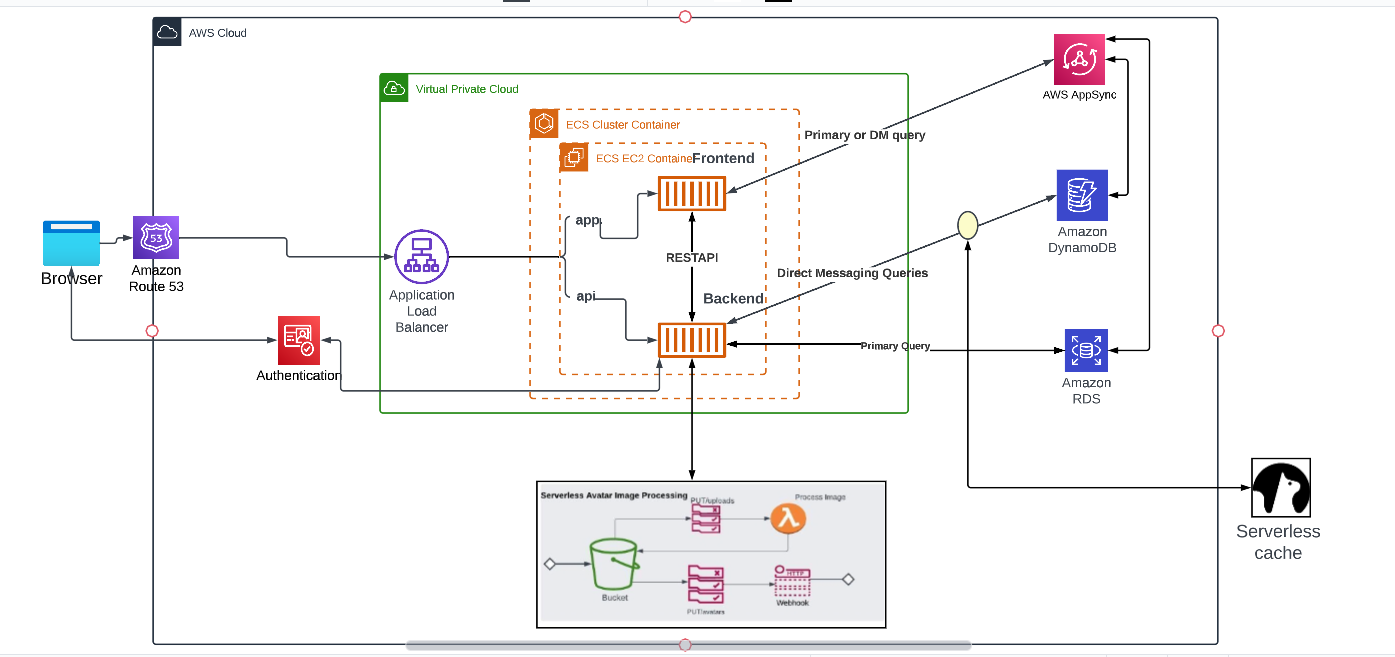 AWS Cloud
Virtual Private Cloud
ECS Cluster Container
ECS EC2 Containe
Frontend
AWS AppSync
Primary or DM query
53
Browser
Amazon
Route 53
Application
Load
Balancer
app
RESTAPI
api
Backend
Direct Messaging Queries
Amazon
DynamoDB
Primary Query
Amazon
RDS
Authentication
Serverless Avatar Image Processing
PUT/uploads
Process Image
Bucket
PUT/avatars
HTTP
Webhook
Serverless
cache